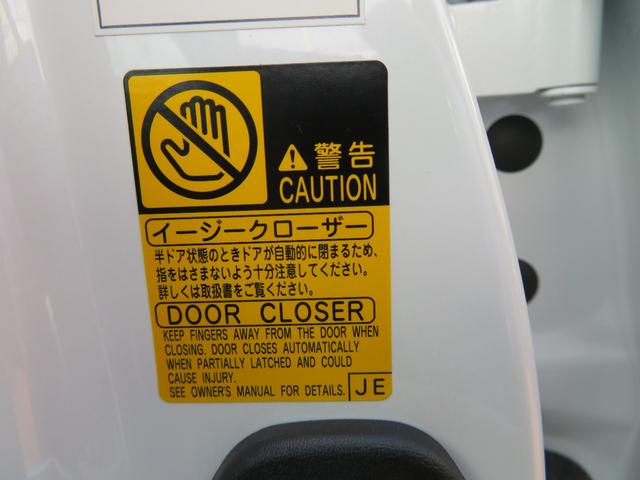 警告
CAUTION
イージークローザー
半ドア状態のときドアが自動的に閉まるため、
指をはさまないよう十分注意してください。
詳しくは取扱書をご覧ください。
DOOR CLOSER
KEEP FINGERS AWAY FROM THE DOOR WHEN
CLOSING. DOOR CLOSES AUTOMATICALLY
WHEN PARTIALLY LATCHED AND COULD
CAUSE INJURY.
SEE OWNER'S MANUAL FOR DETAILS.
JE